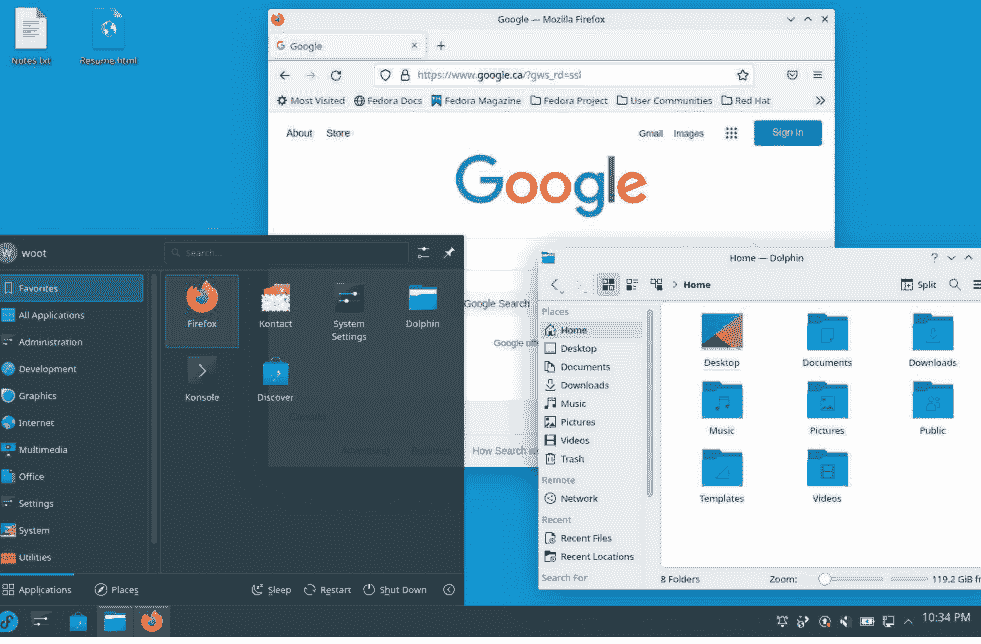 Notes.txt
Resume.html
Google — Mozilla Firefox
Google
https://www.google.ca/?gws_rd=ssl
Most Visited
Fedora Docs
Fedora Magazine
Fedora Project
User Communities
Red Hat
About
Store
Gmail
Images
Sign in
Google
Google Search
Google off
How Search
W
woot
Search...
Favorites
All Applications
Administration
Development
Graphics
Internet
Multimedia
Office
Settings
System
Utilities
Firefox
Kontact
System
Settings
Dolphin
Konsole
Discover
Applications
Places
Sleep
Restart
Shut Down
Home — Dolphin
Home
Split
Places
Home
Desktop
Documents
Downloads
Music
Pictures
Videos
Trash
Remote
Network
Recent
Recent Files
Recent Locations
Search For
Desktop
Documents
Downloads
Music
Pictures
Public
Templates
Videos
8 Folders
Zoom:
119.2 GiB fr
10:34 PM